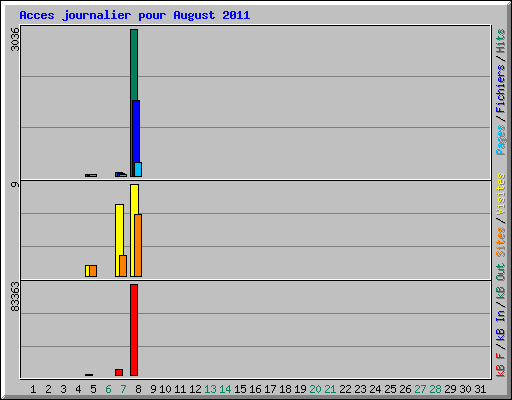 Acces journalier pour August 2011
3036
9
83363
Pages / Fichiers / Hits
Sites / Visites
kB F / kB In / kB Out
1 2 3 4 5 6 7 8 9 10 11 12 13 14 15 16 17 18 19 20 21 22 23 24 25 26 27 28 29 30 31